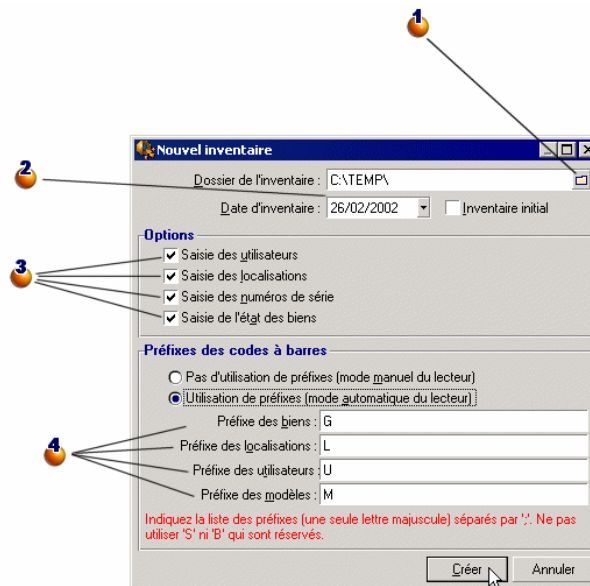 1
Nouvel inventaire
2
Dossier de l'inventaire : C:\TEMP\
Date d'inventaire : 26/02/2002 Inventaire initial
Options
3
Saisie des utilisateurs
Saisie des localisations
Saisie des numéros de série
Saisie de l'état des biens
Préfixes des codes à barres
Pas d'utilisation de préfixes (mode manuel du lecteur)
Utilisation de préfixes (mode automatique du lecteur)
4
Préfixe des biens : G
Préfixe des localisations : L
Préfixe des utilisateurs : U
Préfixe des modèles : M
Indiquez la liste des préfixes (une seule lettre majuscule) séparés par ';'. Ne pas
utiliser 'S' ni 'B' qui sont réservés.
Créer Annuler